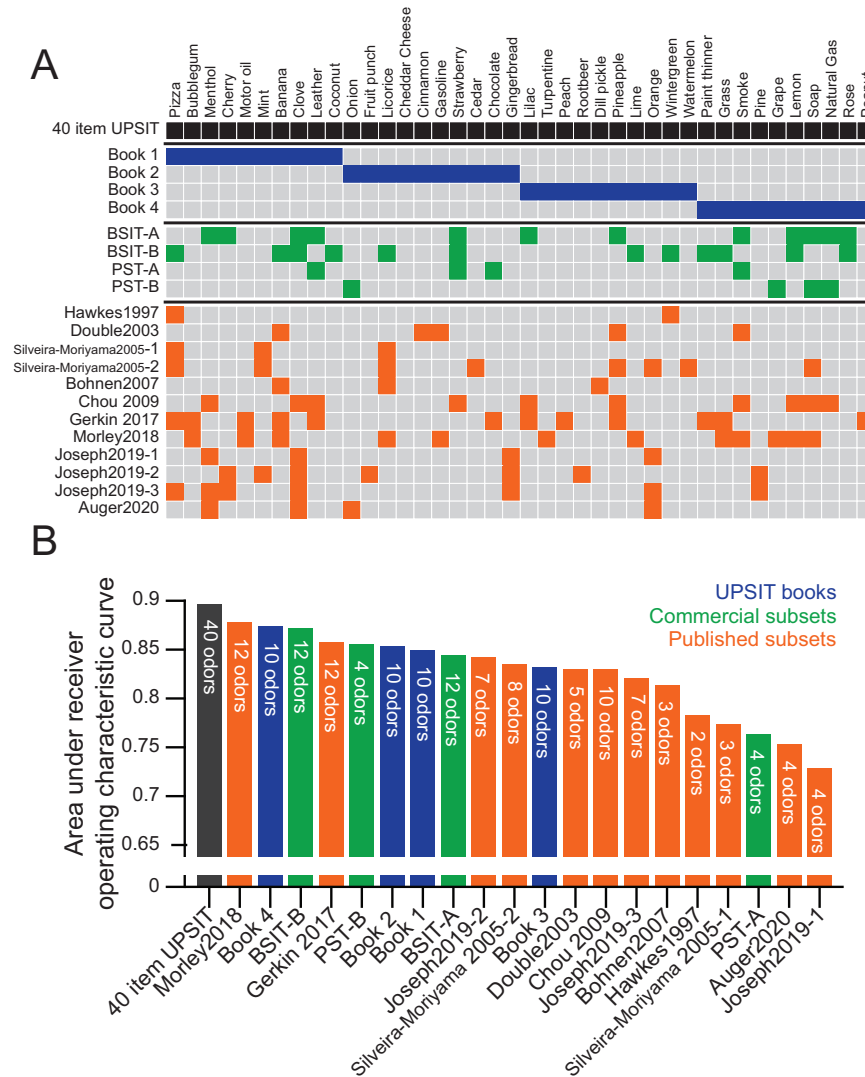 A
Pizza
Bubblegum
Menthol
Cherry
Motor oil
Mint
Banana
Clove
Leather
Coconut
Onion
Fruit punch
Licorice
Cheddar Cheese
Cinnamon
Gasoline
Strawberry
Cedar
Chocolate
Gingerbread
Lilac
Turpentine
Peach
Rootbeer
Dill pickle
Pineapple
Lime
Orange
Wintergreen
Watermelon
Paint thinner
Grass
Smoke
Pine
Grape
Lemon
Soap
Natural Gas
Rose
40 item UPSIT
Book 1
Book 2
Book 3
Book 4
BSIT-A
BSIT-B
PST-A
PST-B
Hawkes1997
Double2003
Silveira-Moriyama2005-1
Silveira-Moriyama2005-2
Bohnen2007
Chou 2009
Gerkin 2017
Morley2018
Joseph2019-1
Joseph2019-2
Joseph2019-3
Auger2020
B
UPSIT books
Commercial subsets
Published subsets
Area under receiver
operating characteristic curve
0.9
0.85
0.8
0.75
0.7
0.65
0
40 odors
12 odors
10 odors
12 odors
12 odors
4 odors
10 odors
10 odors
12 odors
7 odors
8 odors
10 odors
5 odors
10 odors
7 odors
3 odors
2 odors
3 odors
4 odors
4 odors
4 odors
40 item UPSIT
Morley2018
Book 4
BSIT-B
Gerkin 2017
PST-B
Book 2
Book 1
BSIT-A
Joseph2019-2
Silveira-Moriyama 2005-2
Book 3
Double2003
Chou 2009
Joseph2019-3
Bohnen2007
Hawkes1997
Silveira-Moriyama 2005-1
PST-A
Auger2020
Joseph2019-1